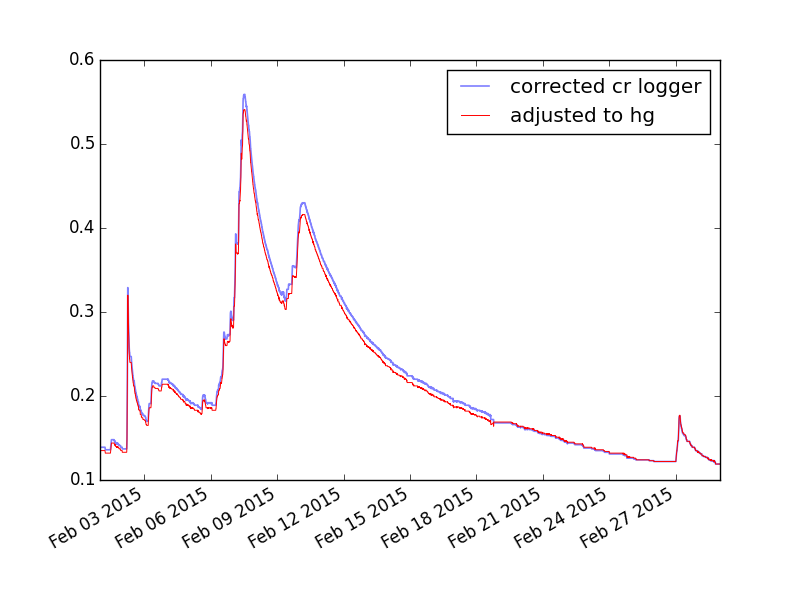 0.6
corrected cr logger
adjusted to hg
0.5
0.4
0.3
0.2
0.1
Feb 03 2015
Feb 06 2015
Feb 09 2015
Feb 12 2015
Feb 15 2015
Feb 18 2015
Feb 21 2015
Feb 24 2015
Feb 27 2015